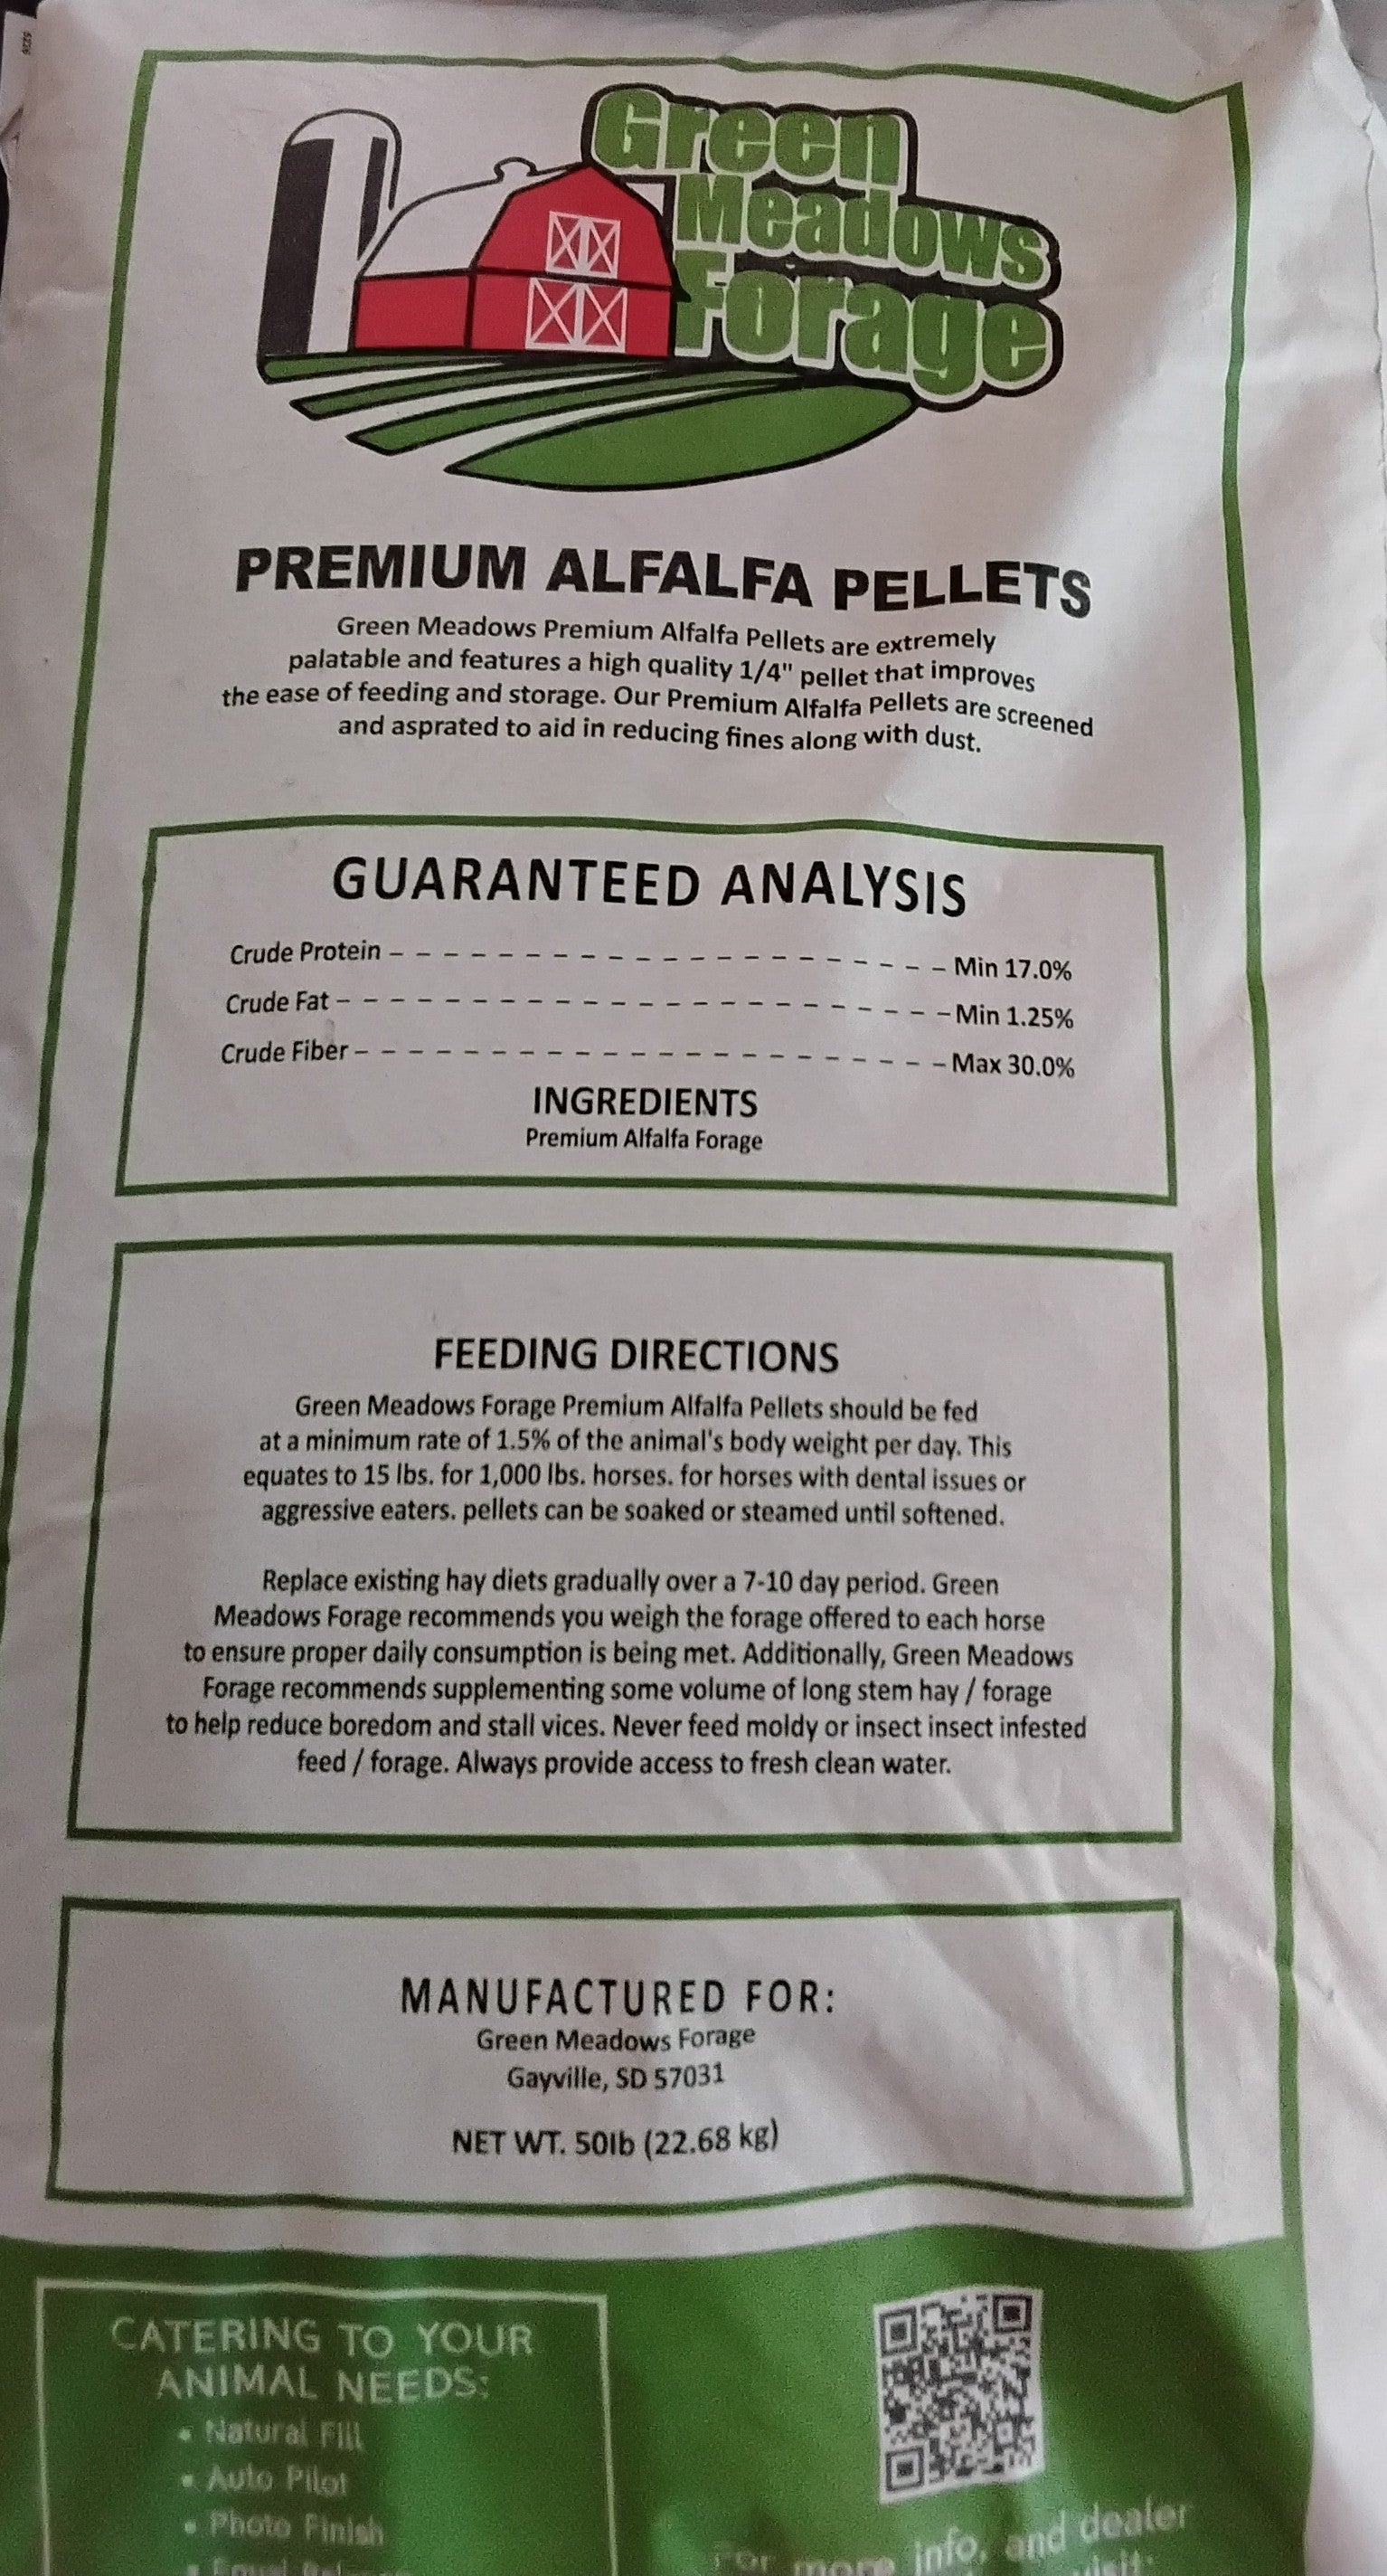 Green
Meadows
Forage
PREMIUM ALFALFA PELLETS
Green Meadows Premium Alfalfa Pellets are extremely
palatable and features a high quality 1/4" pellet that improves
the ease of feeding and storage. Our Premium Alfalfa Pellets are screened
and asprated to aid in reducing fines along with dust.
GUARANTEED ANALYSIS
Crude Protein – – – – – – – – – – – – – – – – – – – – – Min 17.0%
Crude Fat – – – – – – – – – – – – – – – – – – – – – – – Min 1.25%
Crude Fiber – – – – – – – – – – – – – – – – – – – – – – Max 30.0%
INGREDIENTS
Premium Alfalfa Forage
FEEDING DIRECTIONS
Green Meadows Forage Premium Alfalfa Pellets should be fed
at a minimum rate of 1.5% of the animal's body weight per day. This
equates to 15 lbs. for 1,000 lbs. horses. for horses with dental issues or
aggressive eaters. pellets can be soaked or steamed until softened.
Replace existing hay diets gradually over a 7-10 day period. Green
Meadows Forage recommends you weigh the forage offered to each horse
to ensure proper daily consumption is being met. Additionally, Green Meadows
Forage recommends supplementing some volume of long stem hay / forage
to help reduce boredom and stall vices. Never feed moldy or insect insect infested
feed / forage. Always provide access to fresh clean water.
MANUFACTURED FOR:
Green Meadows Forage
Gayville, SD 57031
NET WT. 50lb (22.68 kg)
CATERING TO YOUR
ANIMAL NEEDS:
• Natural Fill
• Auto Pilot
• Photo Finish
For more info, and dealer
visit: